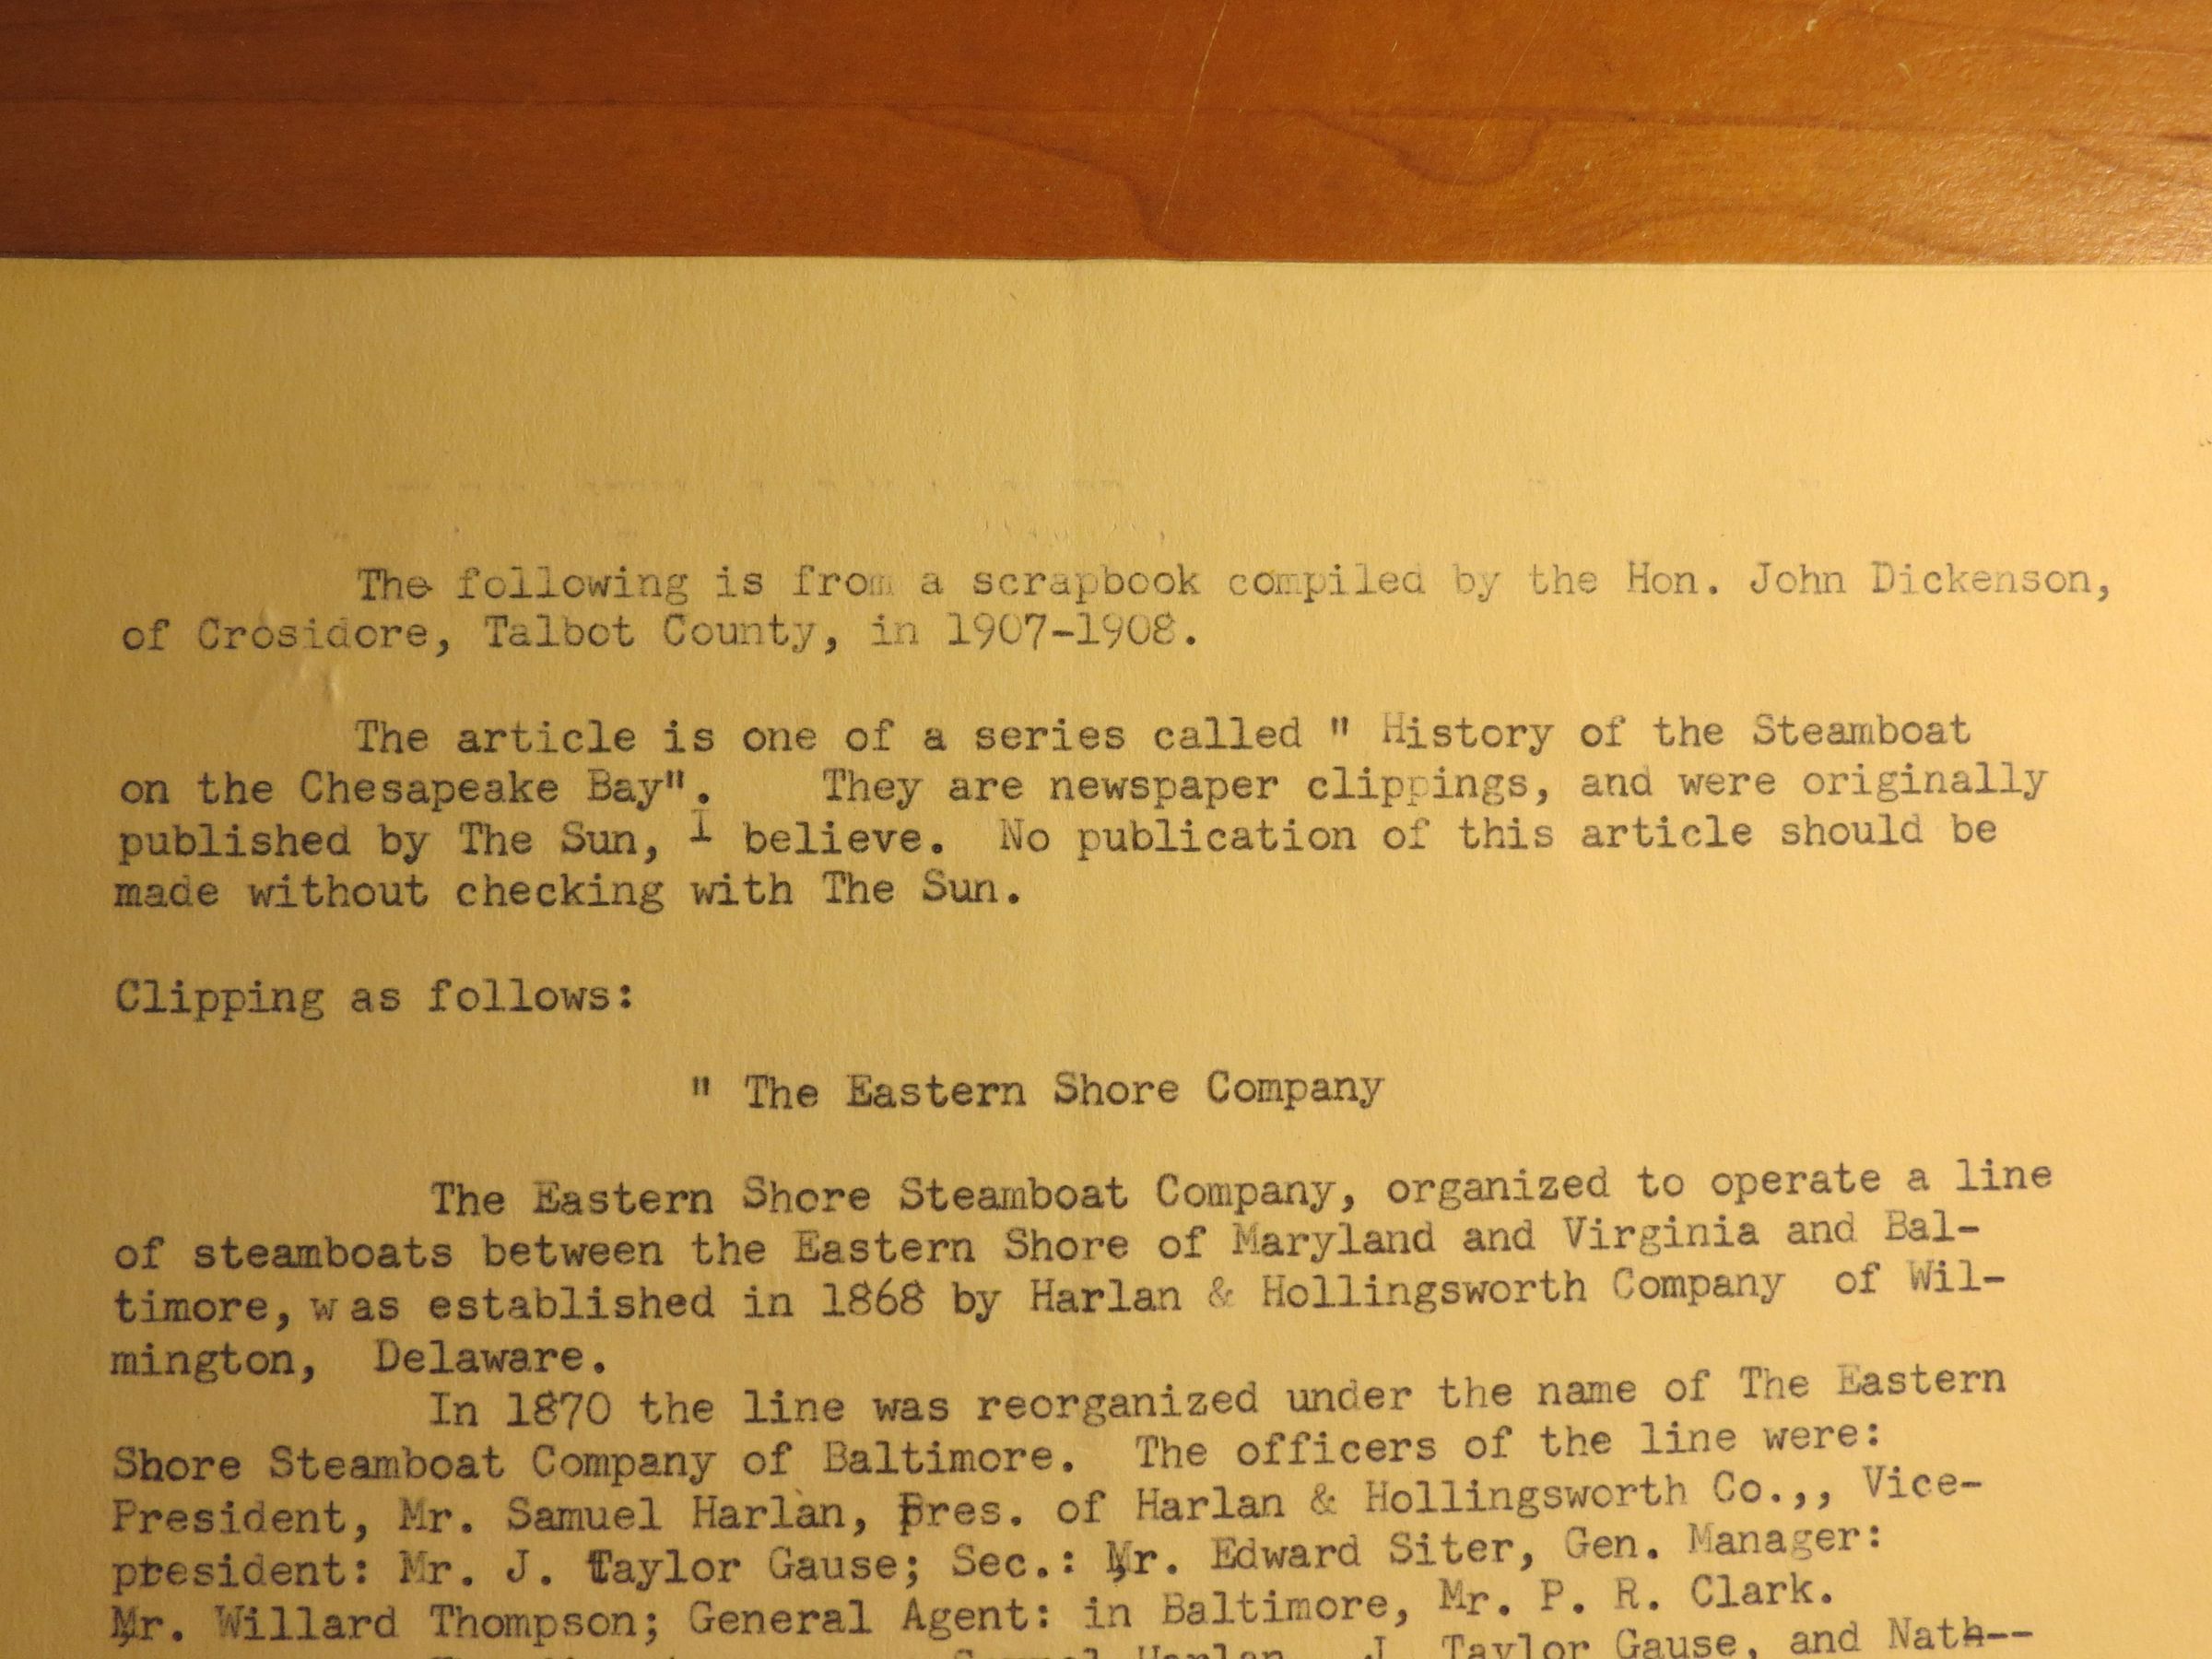 The following is from a scrapbook compiled by the Hon. John Dickenson,
of Crosidore, Talbot County, in 1907-1908.
The article is one of a series called " History of the Steamboat
on the Chesapeake Bay". They are newspaper clippings, and were originally
published by The Sun, I believe. No publication of this article should be
made without checking with The Sun.
Clipping as follows:
" The Eastern Shore Company
The Eastern Shore Steamboat Company, organized to operate a line
of steamboats between the Eastern Shore of Maryland and Virginia and Bal-
timore, was established in 1868 by Harlan & Hollingsworth Company of Wil-
mington, Delaware.
In 1870 the line was reorganized under the name of The Eastern
Shore Steamboat Company of Baltimore. The officers of the line were:
President, Mr. Samuel Harlan, Pres. of Harlan & Hollingsworth Co.,, Vice-
president: Mr. J. Taylor Gause; Sec.: Mr. Edward Siter, Gen. Manager:
Mr. Willard Thompson; General Agent: in Baltimore, Mr. P. R. Clark.
Samuel Harlan, J. Taylor Gause, and Nath--